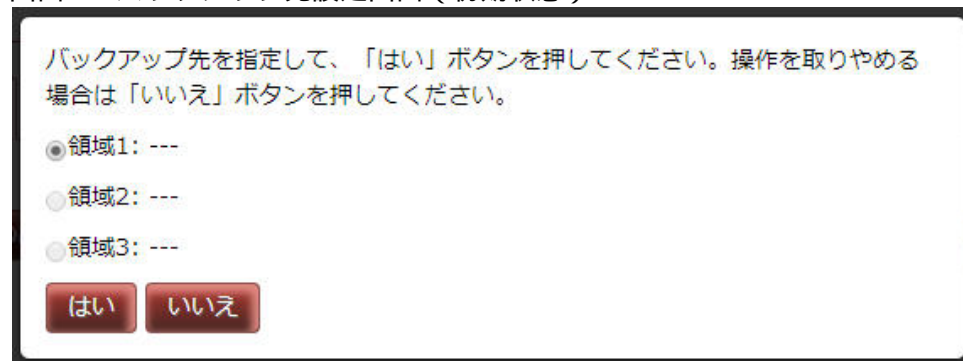 バックアップ先を指定して、「はい」ボタンを押してください。操作を取りやめる
場合は「いいえ」ボタンを押してください。
領域1: ---
領域2: ---
領域3: ---
はい いいえ